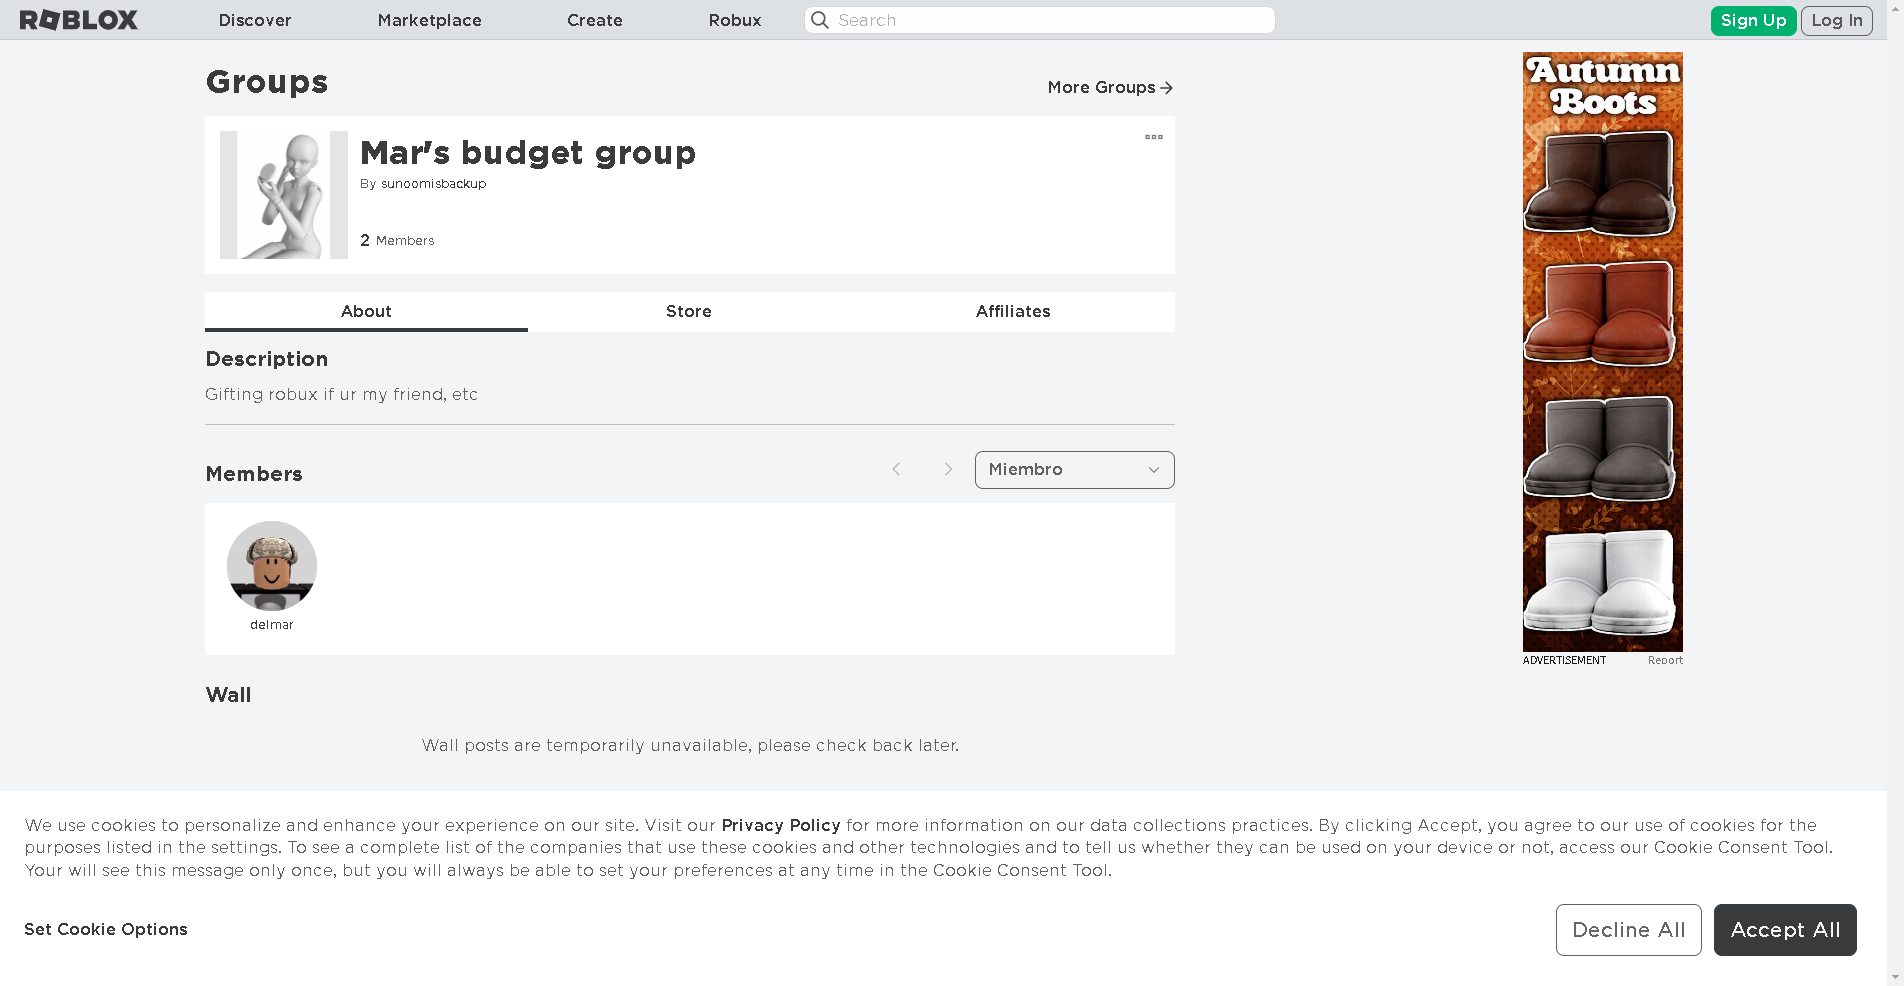 ROBLOX Discover Marketplace Create Robux Search Sign Up Log In
Groups
More Groups
Mar's budget group
By sunoomisbackup
2 Members
About Store Affiliates
Description
Gifting robux if ur my friend, etc
Members
Miembro
delmar
Wall
Wall posts are temporarily unavailable, please check back later.
Autumn
Boots
ADVERTISEMENT Report
We use cookies to personalize and enhance your experience on our site. Visit our Privacy Policy for more information on our data collections practices. By clicking Accept, you agree to our use of cookies for the
purposes listed in the settings. To see a complete list of the companies that use these cookies and other technologies and to tell us whether they can be used on your device or not, access our Cookie Consent Tool.
Your will see this message only once, but you will always be able to set your preferences at any time in the Cookie Consent Tool.
Set Cookie Options
Decline All
Accept All